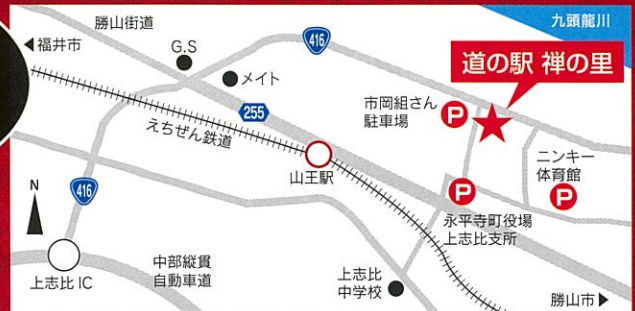 勝山街道
九頭龍川
◀福井市
G.S
416
メイト
道の駅 禅の里
市岡組さん
駐車場
P
255
えちぜん鉄道
ニンキー
体育館
P
山王駅
P
N
416
永平寺町役場
上志比支所
中部縦貫
自動車道
上志比 IC
上志比
中学校
勝山市▶